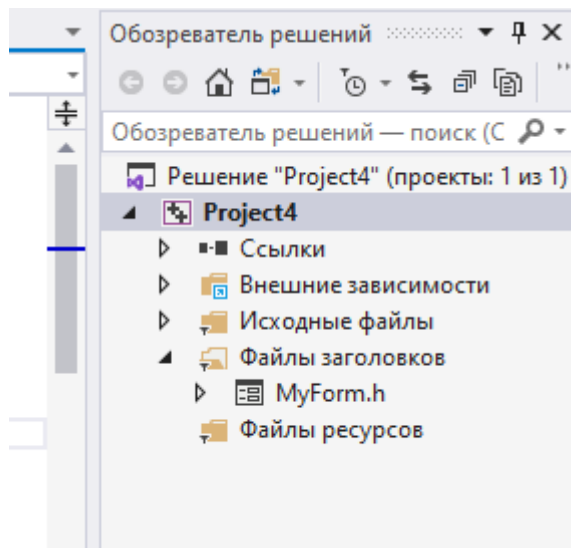 Обозреватель решений
Обозреватель решений — поиск (С
Решение "Project4" (проекты: 1 из 1)
Project4
Ссылки
Внешние зависимости
Исходные файлы
Файлы заголовков
MyForm.h
Файлы ресурсов